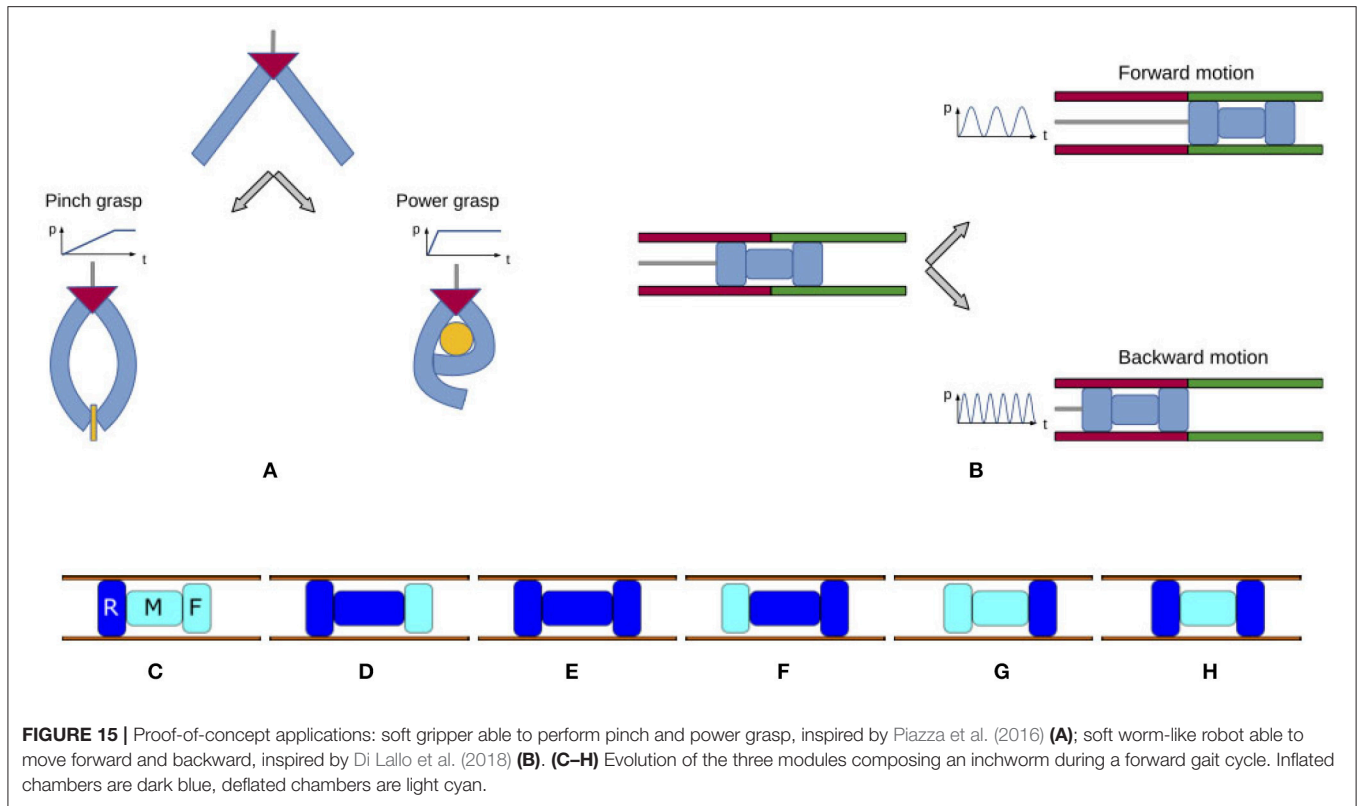 Pinch grasp
p
t
Power grasp
p
t
A
Forward motion
p
t
Backward motion
p
t
B
R M F
C D E F G H
FIGURE 15 | Proof-of-concept applications: soft gripper able to perform pinch and power grasp, inspired by Piazza et al. (2016) (A); soft worm-like robot able to
move forward and backward, inspired by Di Lallo et al. (2018) (B). (C–H) Evolution of the three modules composing an inchworm during a forward gait cycle. Inflated
chambers are dark blue, deflated chambers are light cyan.